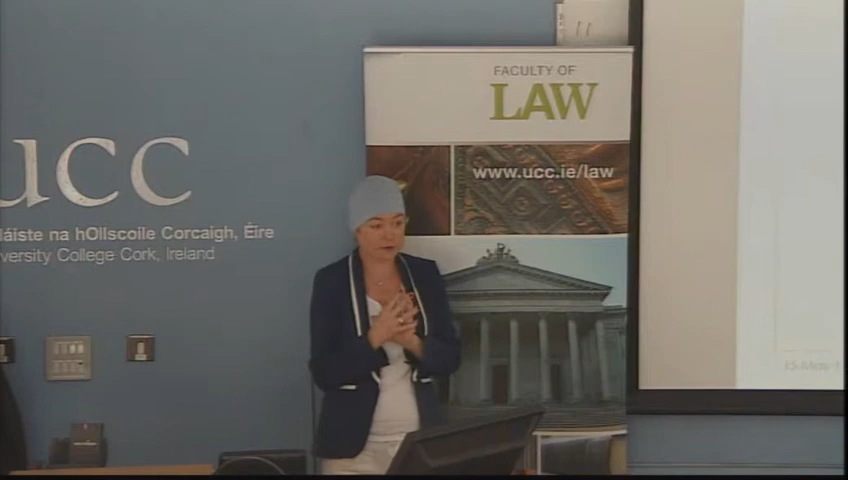 FACULTY OF
LAW
www.ucc.ie/law
ucc
láiste na hOllscoile Corcaigh, Éire
versity College Cork, Ireland